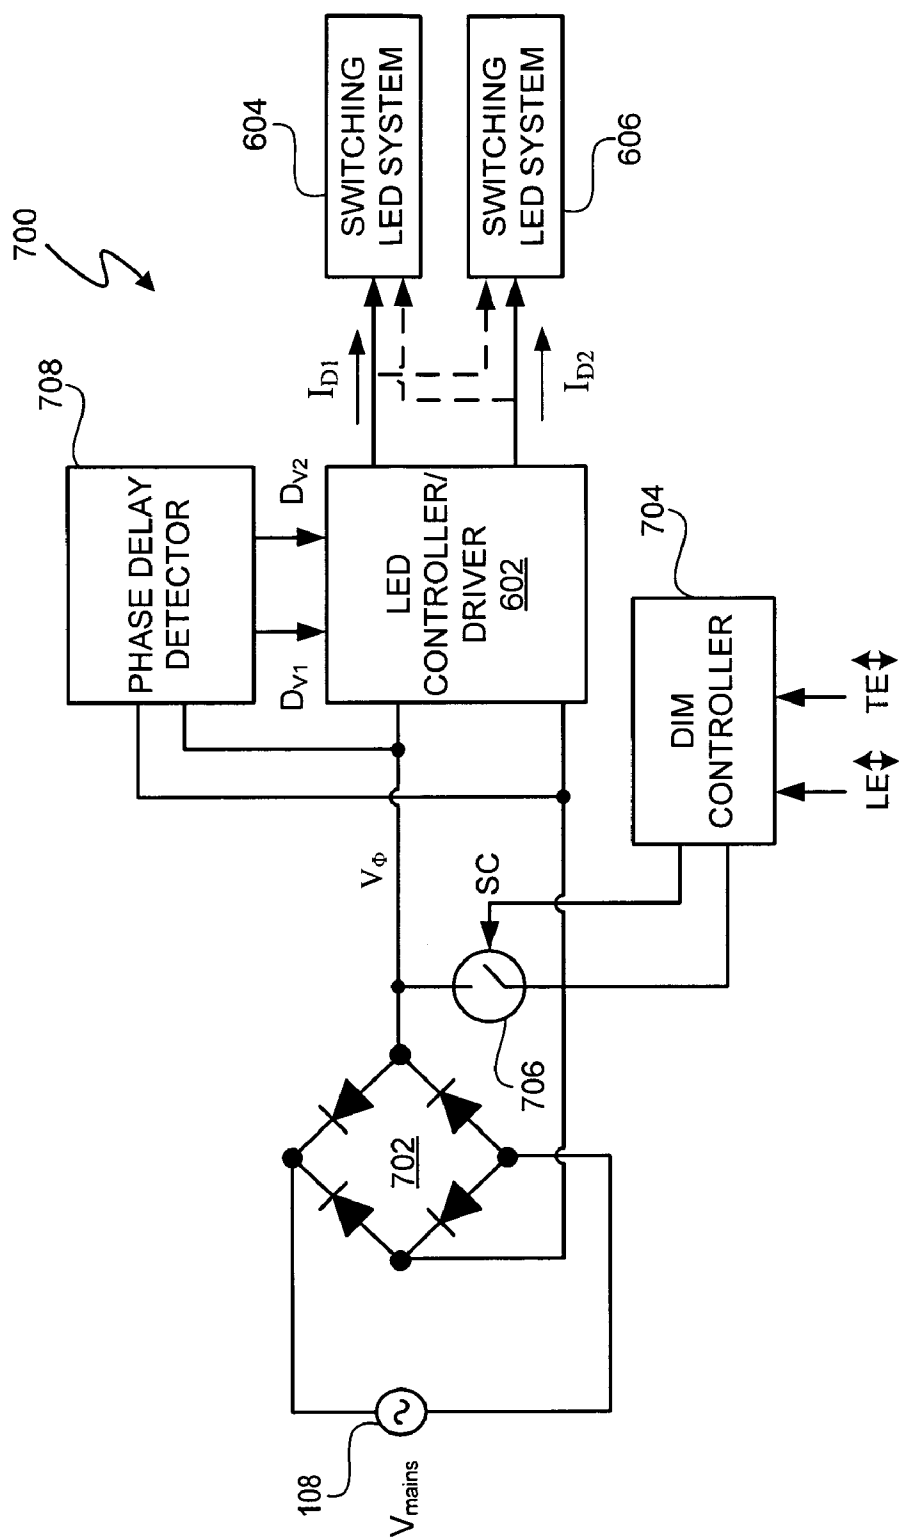 700
604
SWITCHING
LED SYSTEM
SWITCHING
LED SYSTEM
606
I_D1
I_D2
708
PHASE DELAY
DETECTOR
D_V1
D_V2
LED
CONTROLLER/
DRIVER
602
704
DIM
CONTROLLER
LE
TE
V_Φ
SC
706
702
108
V_mains